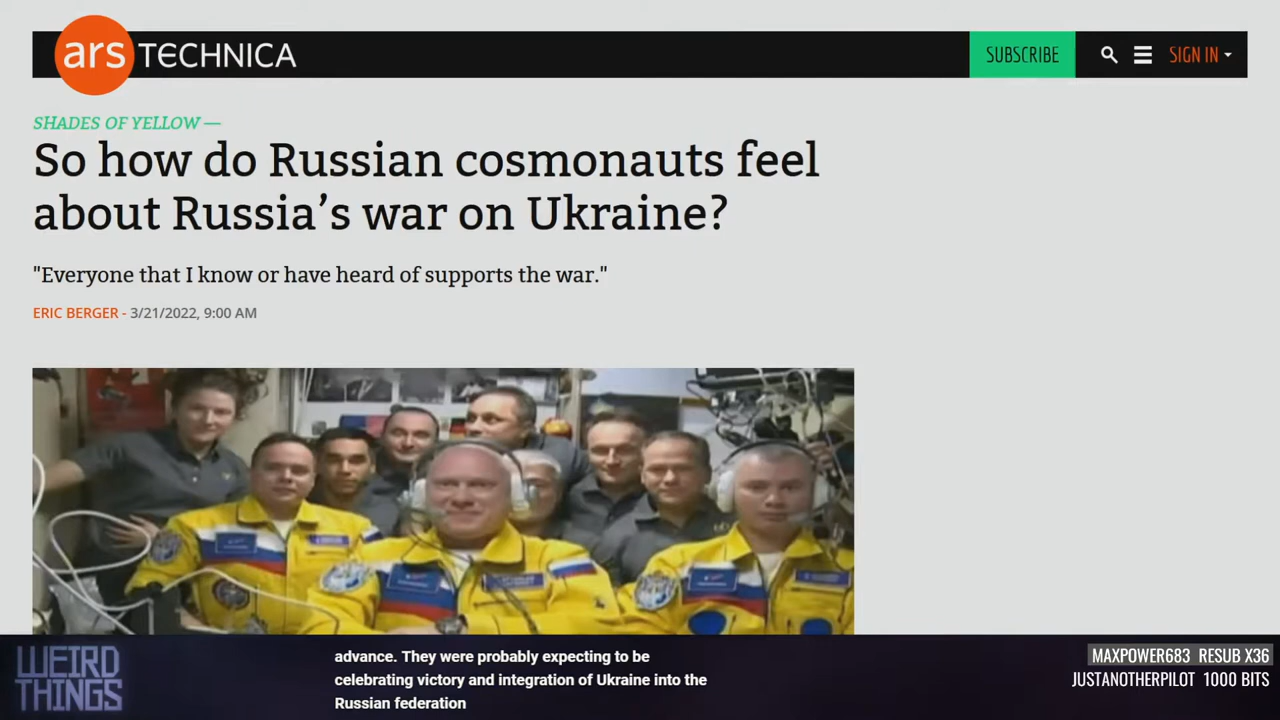 ars TECHNICA
SUBSCRIBE
SIGN IN
SHADES OF YELLOW —
So how do Russian cosmonauts feel
about Russia's war on Ukraine?
"Everyone that I know or have heard of supports the war."
ERIC BERGER - 3/21/2022, 9:00 AM
WEIRD
THINGS
advance. They were probably expecting to be
celebrating victory and integration of Ukraine into the
Russian federation
MAXPOWER683 RESUB X36
JUSTANOTHERPILOT 1000 BITS